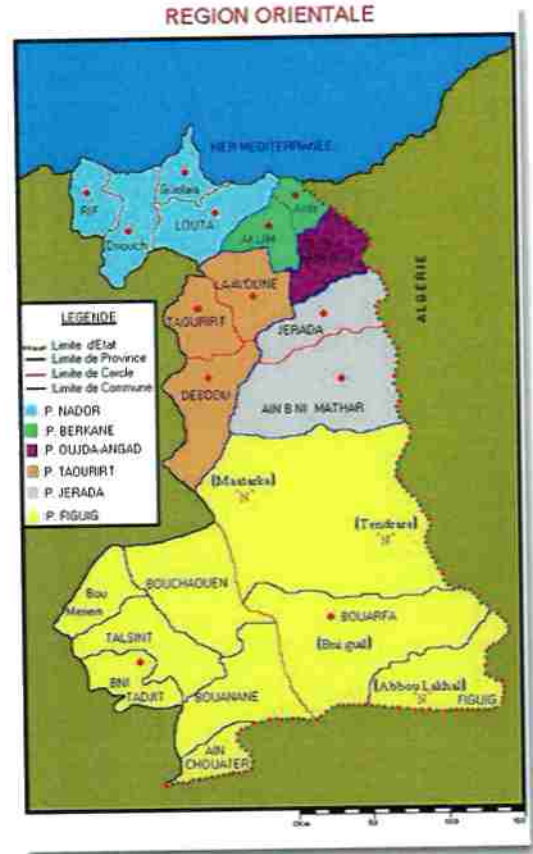 REGION ORIENTALE
MER MEDITERRANEE
Guelaia
RIF
LOUTA
Driouch
AKLIM
LAAYOUNE
TAOURIRT
JERADA
ALGERIE
DEBDOU
AIN BNI MATHAR
LEGENDE
Limite d'Etat
Limite de Province
Limite de Cercle
Limite de Commune
P. NADOR
P. BERKANE
P. OUJDA-ANGAD
P. TAOURIRT
P. JERADA
P. FIGUIG
(Maatarka)
(Tendrara)
BOUCHAOUEN
Bou
Meriem
BOUARFA
TALSINT
(Bni guil)
BNI
TADJIT
BOUANANE
(Abbou Lakhal)
FIGUIG
AIN
CHOUATER